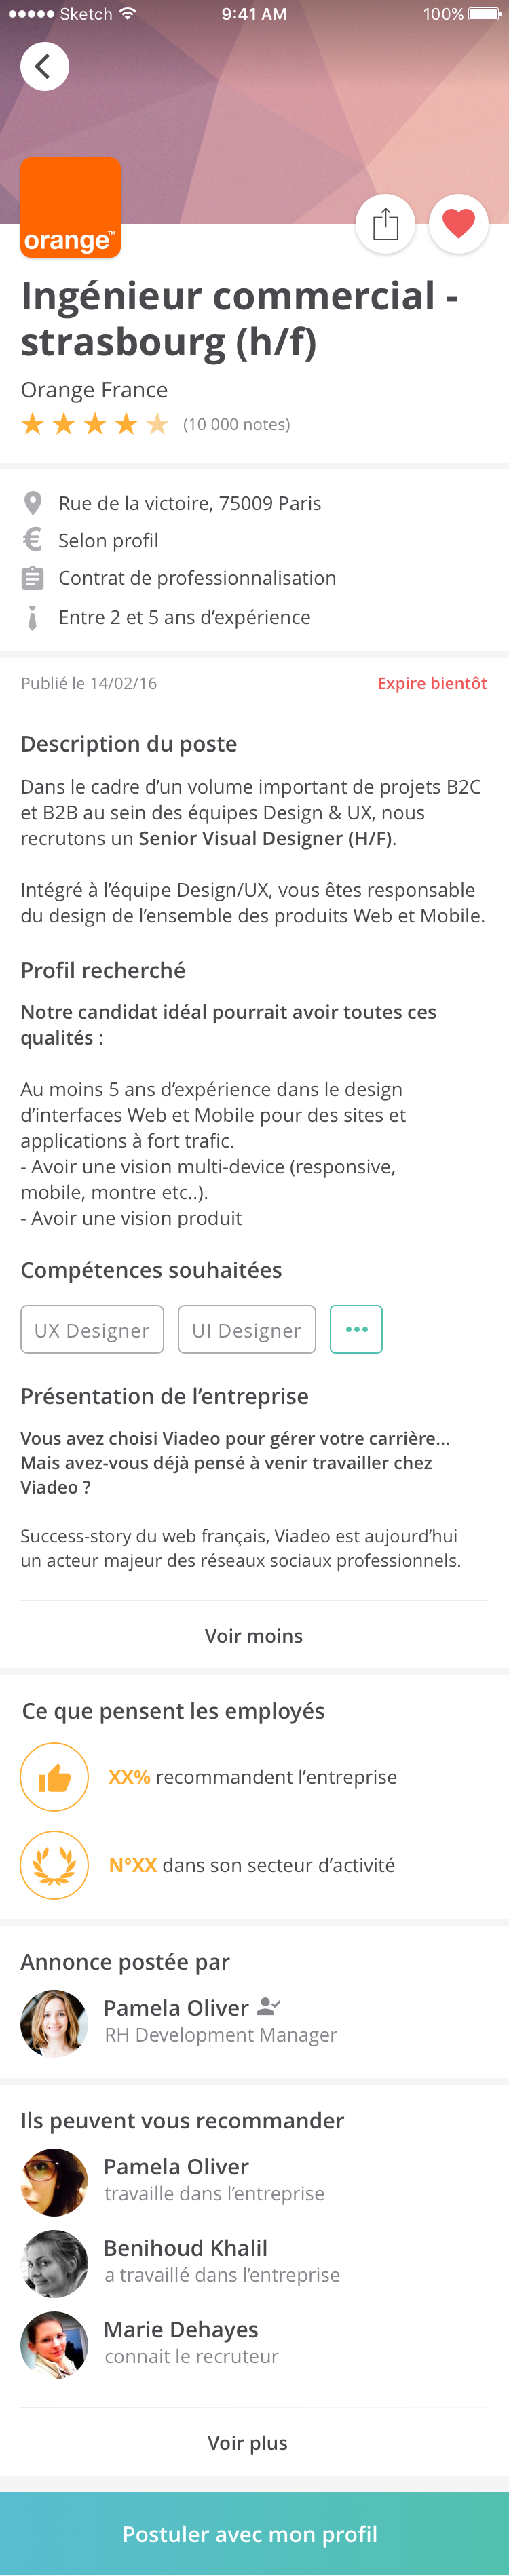 Sketch 9:41 AM 100%
orange™
Ingénieur commercial -
strasbourg (h/f)
Orange France
(10 000 notes)
Rue de la victoire, 75009 Paris
€ Selon profil
Contrat de professionnalisation
Entre 2 et 5 ans d’expérience
Publié le 14/02/16 Expire bientôt
Description du poste
Dans le cadre d’un volume important de projets B2C
et B2B au sein des équipes Design & UX, nous
recrutons un Senior Visual Designer (H/F).
Intégré à l’équipe Design/UX, vous êtes responsable
du design de l’ensemble des produits Web et Mobile.
Profil recherché
Notre candidat idéal pourrait avoir toutes ces
qualités :
Au moins 5 ans d’expérience dans le design
d’interfaces Web et Mobile pour des sites et
applications à fort trafic.
- Avoir une vision multi-device (responsive,
mobile, montre etc..).
- Avoir une vision produit
Compétences souhaitées
UX Designer UI Designer •••
Présentation de l’entreprise
Vous avez choisi Viadeo pour gérer votre carrière...
Mais avez-vous déjà pensé à venir travailler chez
Viadeo ?
Success-story du web français, Viadeo est aujourd’hui
un acteur majeur des réseaux sociaux professionnels.
Voir moins
Ce que pensent les employés
XX% recommandent l’entreprise
N°XX dans son secteur d’activité
Annonce postée par
Pamela Oliver
RH Development Manager
Ils peuvent vous recommander
Pamela Oliver
travaille dans l’entreprise
Benihoud Khalil
a travaillé dans l’entreprise
Marie Dehayes
connait le recruteur
Voir plus
Postuler avec mon profil